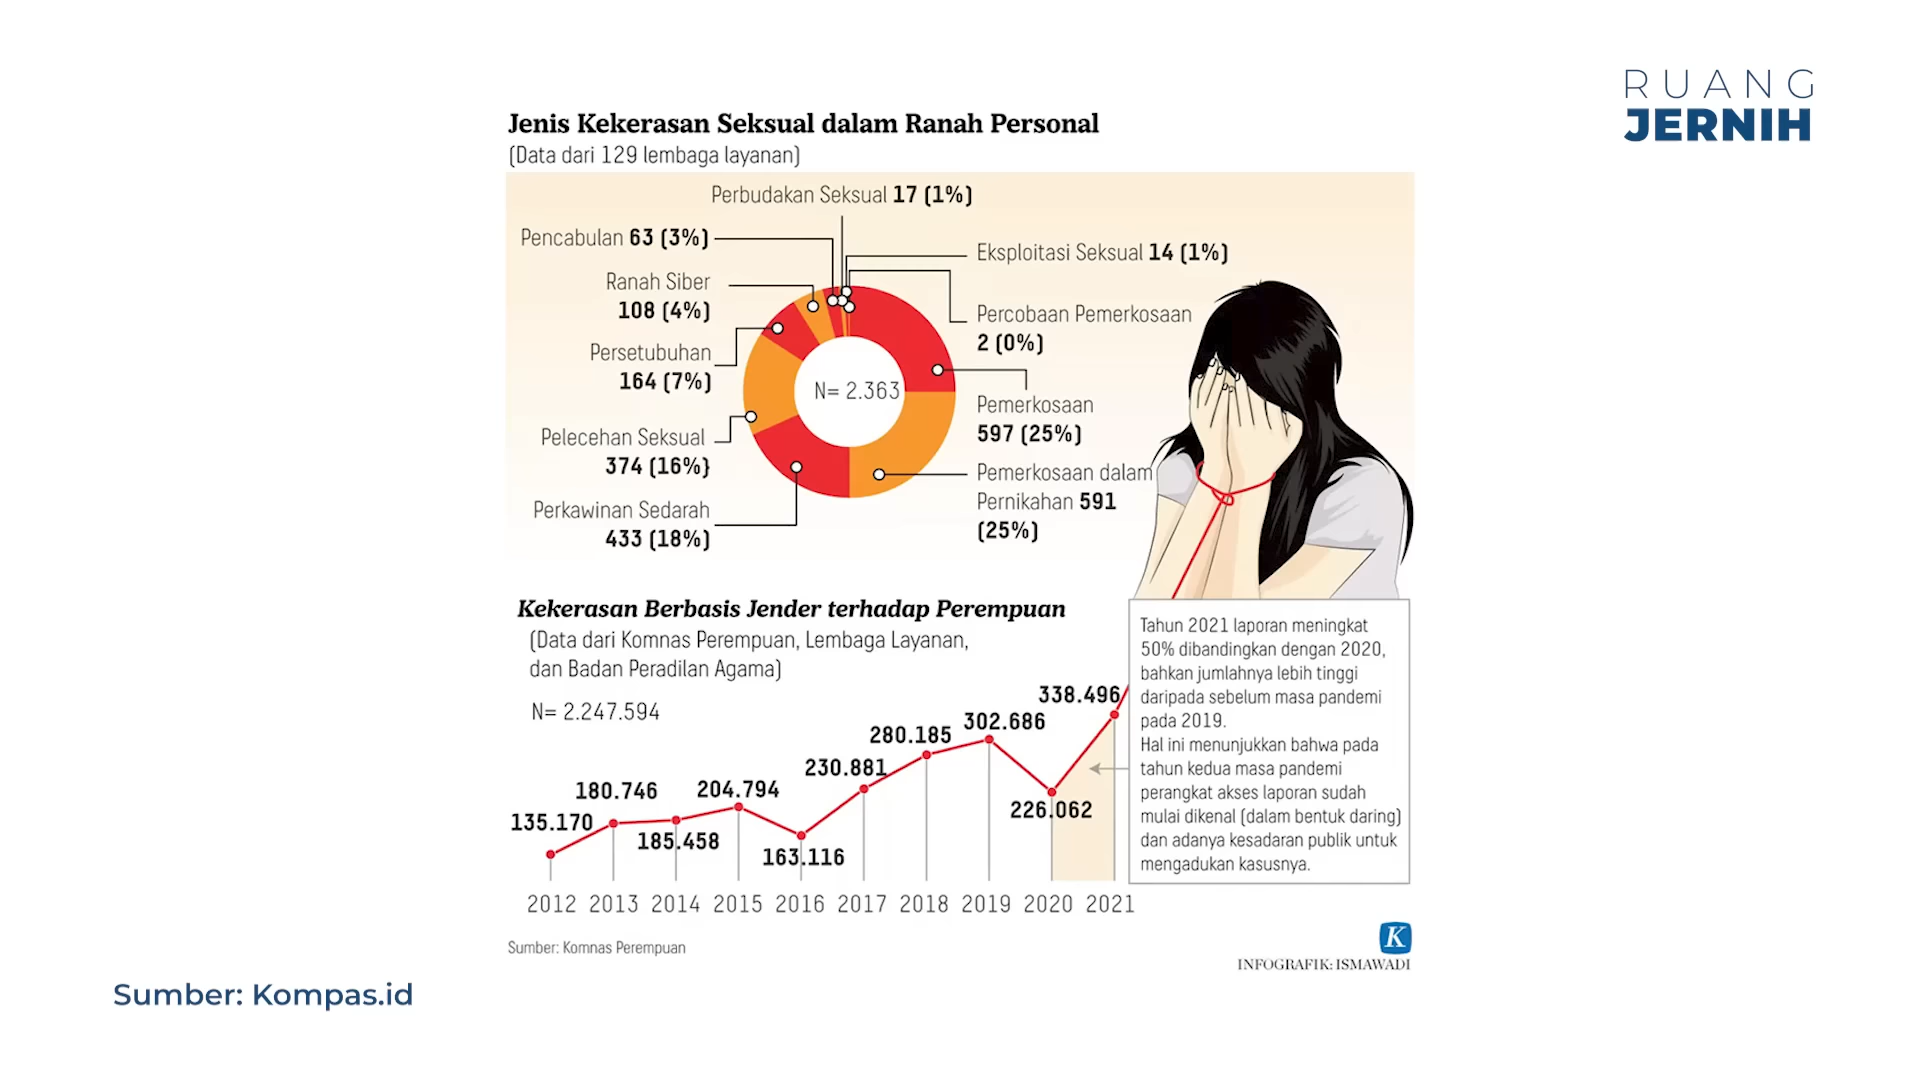 RUANG
JERNIH
Jenis Kekerasan Seksual dalam Ranah Personal
(Data dari 129 lembaga layanan)
Perbudakan Seksual 17 (1%)
Pencabulan 63 (3%)
Eksploitasi Seksual 14 (1%)
Ranah Siber
108 (4%)
Percobaan Pemerkosaan
2 (0%)
Persetubuhan
164 (7%)
N= 2.363
Pemerkosaan
597 (25%)
Pelecehan Seksual
374 (16%}
Pemerkosaan dalam
Pernikahan 591
(25%)
Perkawinan Sedarah
433 (18%)
Kekerasan Berbasis Jender terhadap Perempuan
(Data dari Komnas Perempuan, Lembaga Layanan,
dan Badan Peradilan Agama)
N= 2.247.594
135.170
180.746
185.458
204.794
163.116
230.881
280.185
302.686
226.062
338.496
2012 2013 2014 2015 2016 2017 2018 2019 2020 2021
Tahun 2021 laporan meningkat
50% dibandingkan dengan 2020,
bahkan jumlahnya lebih tinggi
daripada sebelum masa pandemi
pada 2019.
Hal ini menunjukkan bahwa pada
tahun kedua masa pandemi
perangkat akses laporan sudah
mulai dikenal (dalam bentuk daring)
dan adanya kesadaran publik untuk
mengadukan kasusnya.
Sumber: Komnas Perempuan
K
INFOGRAFIK: ISMAWADI
Sumber: Kompas.id